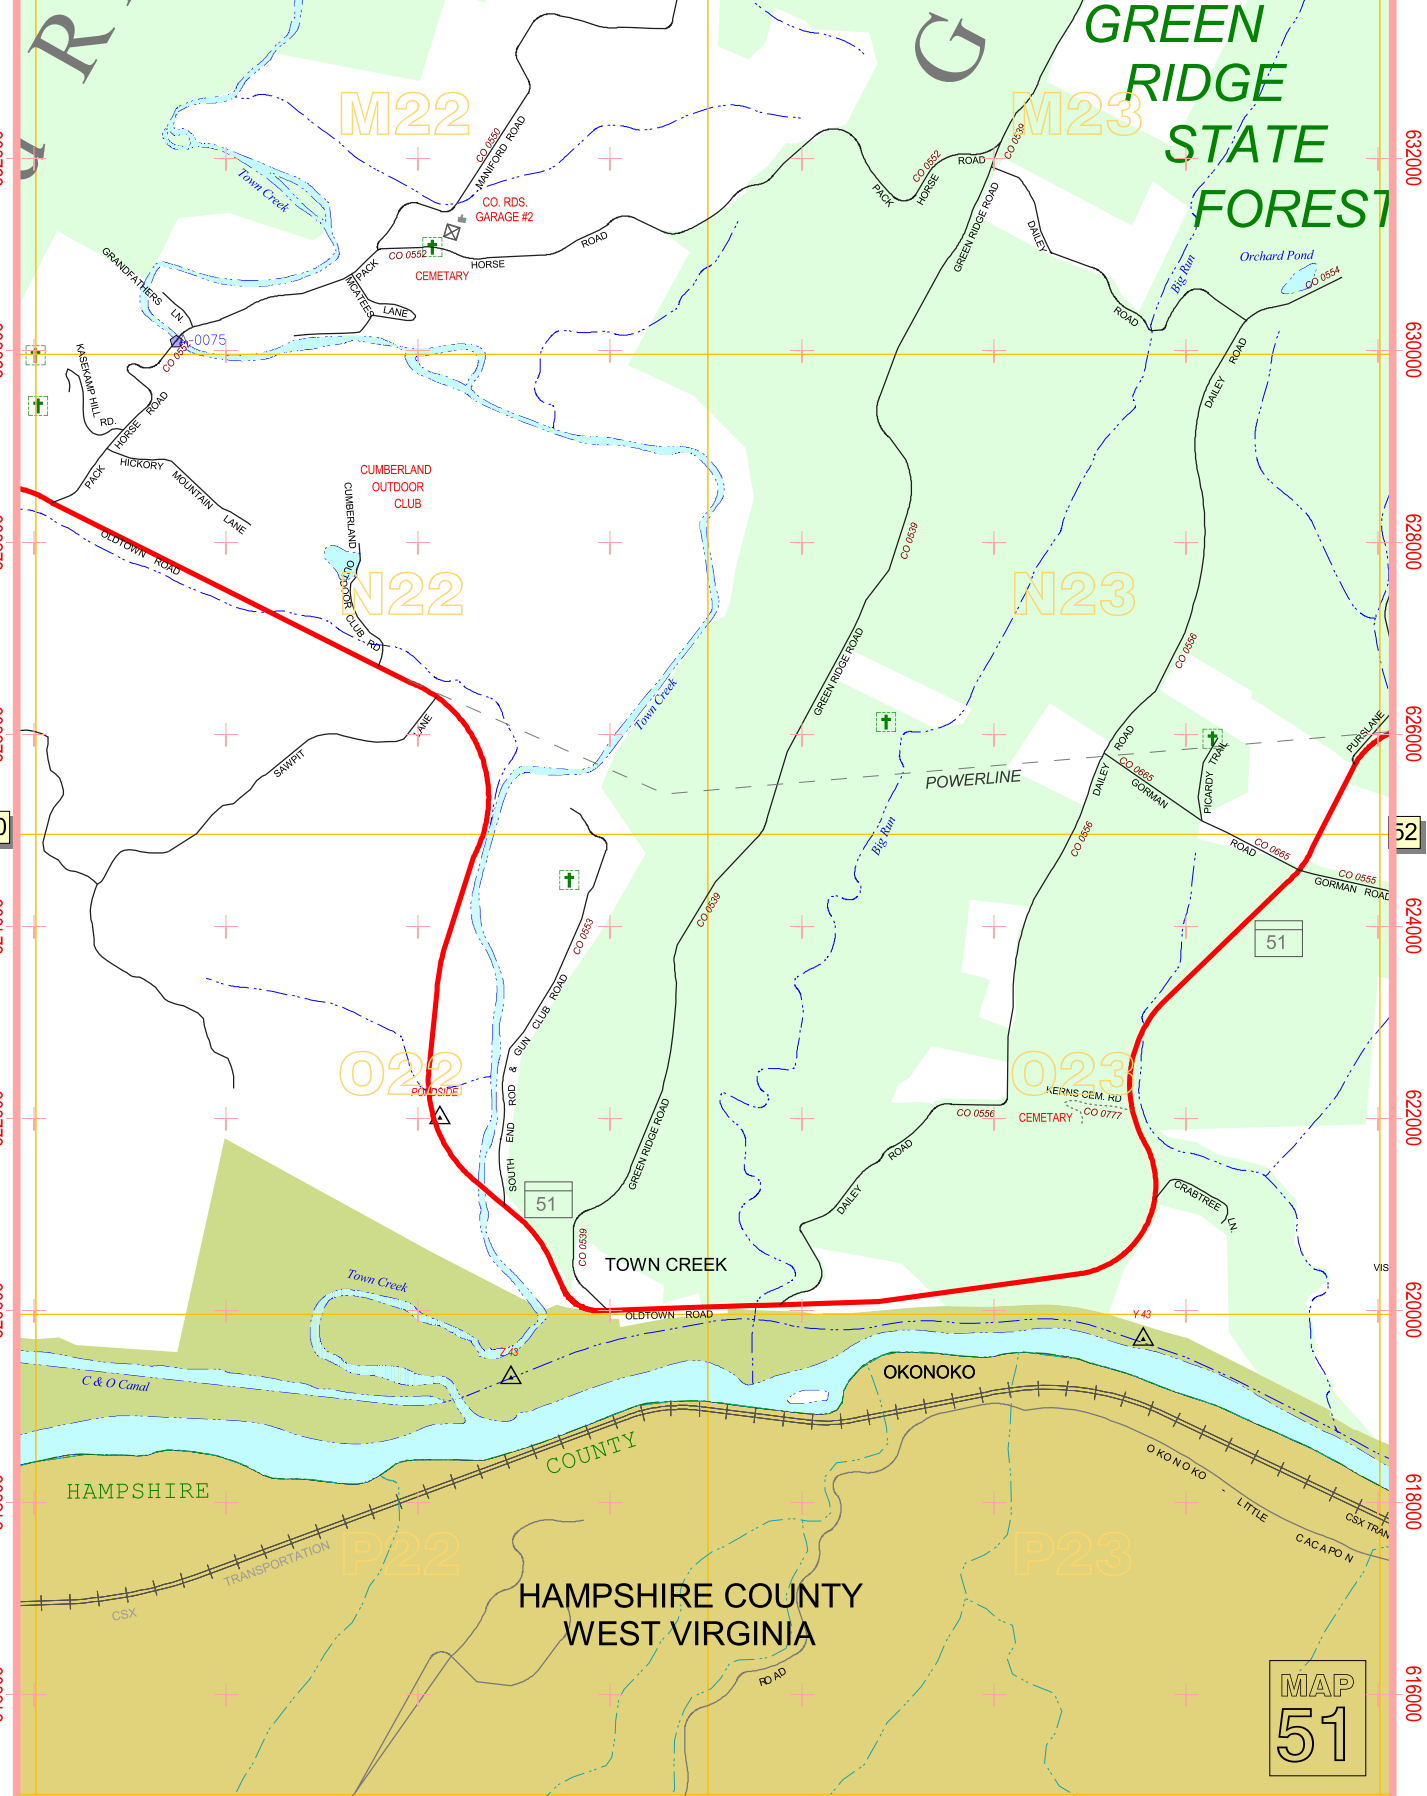 R
G
GREEN
RIDGE
STATE
FOREST
M22
M23
632000
CO 0550
MANIFORD ROAD
CO 0539
CO 0552
ROAD
HORSE
PACK
Town Creek
CO. RDS.
GARAGE #2
GREEN RIDGE ROAD
DAILEY
ROAD
CO 0552
HORSE
ROAD
PACK
CEMETARY
Big Run
Orchard Pond
CO 0554
GRANDFATHERS
LN.
MCATEES
LANE
630000
KASEKAMP HILL
RD.
HORSE
ROAD
PACK
DAILEY
ROAD
HICKORY
MOUNTAIN
LANE
CUMBERLAND
OUTDOOR
CLUB
CUMBERLAND OUTDOOR CLUB RD
CO 0539
628000
OLDTOWN ROAD
N22
N23
GREEN RIDGE ROAD
CO 0556
Town Creek
626000
SAWPIT
LANE
PURSLANE
POWERLINE
DAILEY
ROAD
CO 0665
GORMAN
PICARDY TRAIL
Big Run
CO 0556
ROAD
CO 0665
52
CO 0555
GORMAN ROAD
CO 0539
CO 0553
624000
51
SOUTH END ROD & GUN CLUB ROAD
O22
O23
PONDSIDE
KERNS CEM. RD
CO 0777
CEMETARY
CO 0556
622000
GREEN RIDGE ROAD
DAILEY
ROAD
51
CRABTREE
LN.
CO 0539
TOWN CREEK
VIS
Town Creek
OLDTOWN ROAD
Y 43
620000
Z 43
C & O Canal
OKONOKO
HAMPSHIRE
COUNTY
OKONOKO
-
LITTLE
CACAPON
618000
CSX TRAN
P22
P23
TRANSPORTATION
CSX
HAMPSHIRE COUNTY
WEST VIRGINIA
ROAD
616000
MAP
51